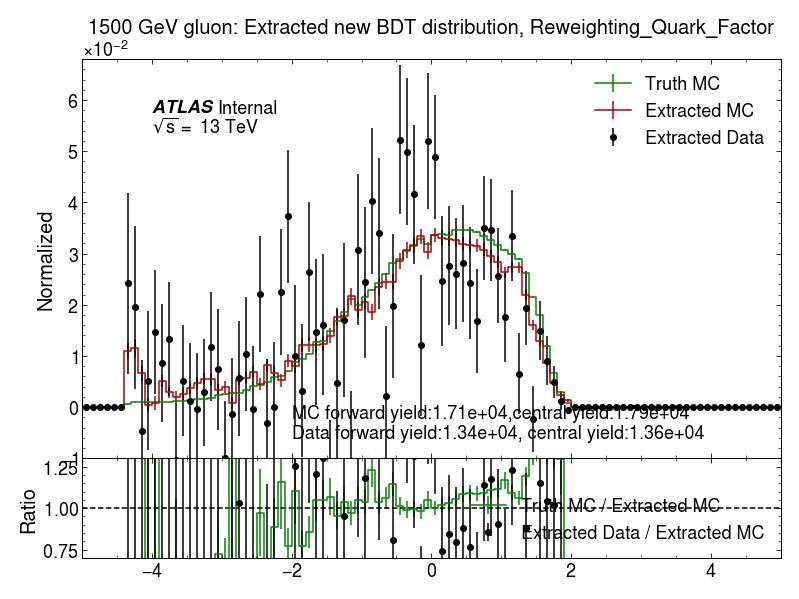 1500 GeV gluon: Extracted new BDT distribution, Reweighting_Quark_Factor
×10⁻²
ATLAS Internal
√s = 13 TeV
Truth MC
Extracted MC
Extracted Data
Normalized
6
5
4
3
2
1
0
MC forward yield:1.71e+04,central yield:1.79e+04
Data forward yield:1.34e+04, central yield:1.36e+04
Ratio
1.25
1.00
0.75
Truth MC / Extracted MC
Extracted Data / Extracted MC
−4
−2
0
2
4